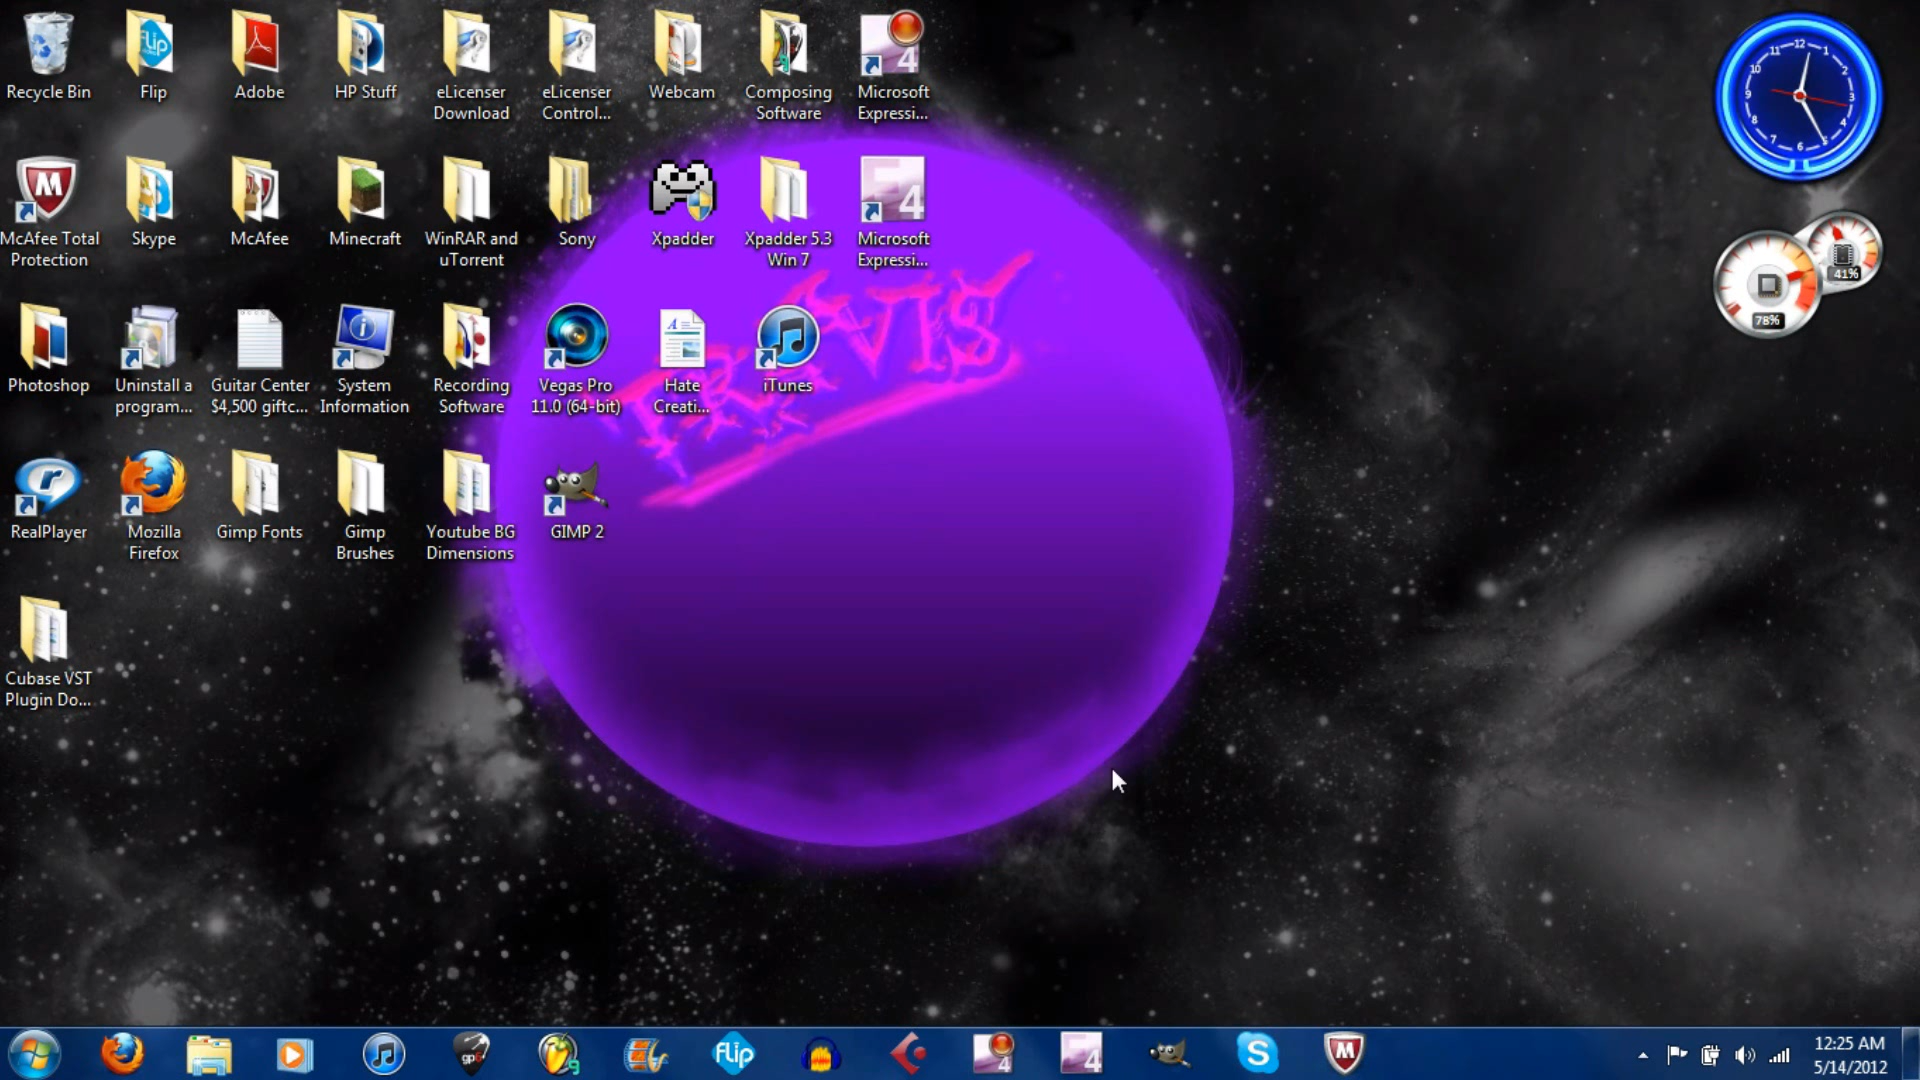 Recycle Bin
Flip
Adobe
HP Stuff
eLicenser
Download
eLicenser
Control...
Webcam
Composing
Software
Microsoft
Expressi...
McAfee Total
Protection
Skype
McAfee
Minecraft
WinRAR and
uTorrent
Sony
Xpadder
Xpadder 5.3
Win 7
Microsoft
Expressi...
41%
78%
TRAVIS
Photoshop
Uninstall a
program...
Guitar Center
$4,500 giftc...
System
Information
Recording
Software
Vegas Pro
11.0 (64-bit)
Hate
Creati...
iTunes
RealPlayer
Mozilla
Firefox
Gimp Fonts
Gimp
Brushes
Youtube BG
Dimensions
GIMP 2
Cubase VST
Plugin Do...
12:25 AM
5/14/2012